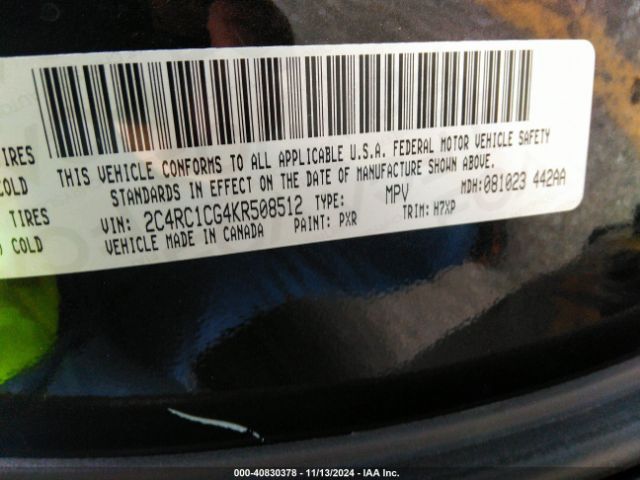 TIRES
COLD
O COLD
THIS VEHICLE CONFORMS TO ALL APPLICABLE U.S.A. FEDERAL MOTOR VEHICLE SAFETY
STANDARDS IN EFFECT ON THE DATE OF MANUFACTURE SHOWN ABOVE.
VIN: 2C4RC1CG4KR508512 TYPE: MPV MDH:081023 442AA
VEHICLE MADE IN CANADA PAINT: PXR TRIM: H7XP
000-40830378 - 11/13/2024 - IAA Inc.